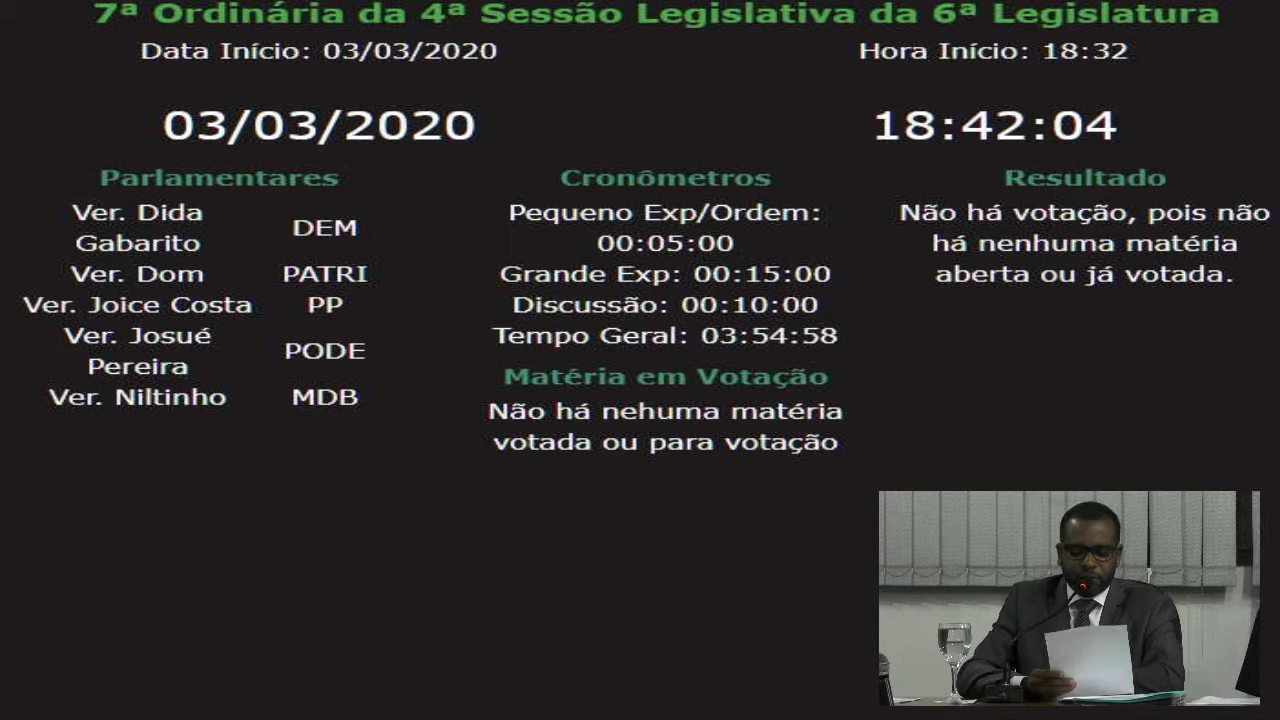 7ª Ordinária da 4ª Sessão Legislativa da 6ª Legislatura
Data Início: 03/03/2020
Hora Início: 18:32
03/03/2020
18:42:04
Parlamentares
Ver. Dida
Gabarito
DEM
Ver. Dom
PATRI
Ver. Joice Costa
PP
Ver. Josué
Pereira
PODE
Ver. Niltinho
MDB
Cronômetros
Pequeno Exp/Ordem:
00:05:00
Grande Exp: 00:15:00
Discussão: 00:10:00
Tempo Geral: 03:54:58
Matéria em Votação
Não há nehuma matéria
votada ou para votação
Resultado
Não há votação, pois não
há nenhuma matéria
aberta ou já votada.